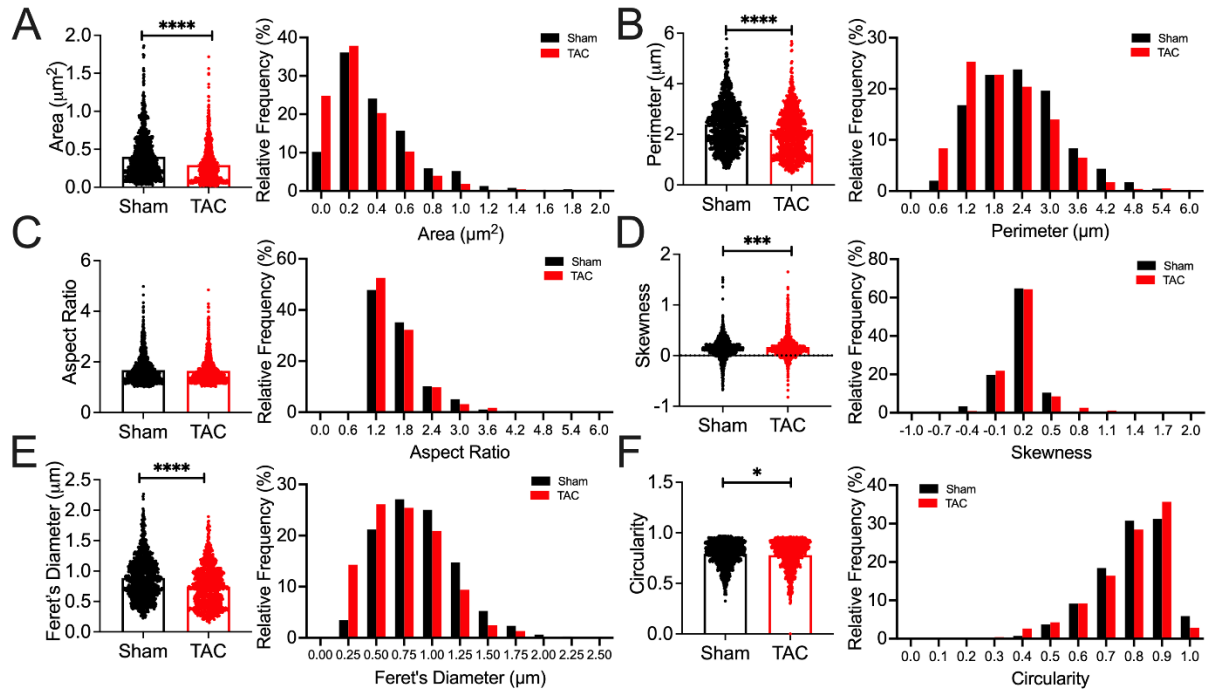 A
Area (μm²)
2.0
1.5
1.0
0.5
0.0
****
Sham
TAC
Relative Frequency (%)
40
30
20
10
0
Sham
TAC
0.0 0.2 0.4 0.6 0.8 1.0 1.2 1.4 1.6 1.8 2.0
Area (μm²)
B
Perimeter (μm)
6
4
2
0
****
Sham
TAC
Relative Frequency (%)
30
20
10
0
Sham
TAC
0.0 0.6 1.2 1.8 2.4 3.0 3.6 4.2 4.8 5.4 6.0
Perimeter (μm)
C
Aspect Ratio
6
4
2
0
Sham
TAC
Relative Frequency (%)
60
40
20
0
Sham
TAC
0.0 0.6 1.2 1.8 2.4 3.0 3.6 4.2 4.8 5.4 6.0
Aspect Ratio
D
Skewness
2
1
0
-1
***
Sham
TAC
Relative Frequency (%)
80
60
40
20
0
Sham
TAC
-1.0 -0.7 -0.4 -0.1 0.2 0.5 0.8 1.1 1.4 1.7 2.0
Skewness
E
Feret's Diameter (μm)
2.5
2.0
1.5
1.0
0.5
0.0
****
Sham
TAC
Relative Frequency (%)
30
20
10
0
Sham
TAC
0.00 0.25 0.50 0.75 1.00 1.25 1.50 1.75 2.00 2.25 2.50
Feret's Diameter (μm)
F
Circularity
1.5
1.0
0.5
0.0
*
Sham
TAC
Relative Frequency (%)
40
30
20
10
0
Sham
TAC
0.0 0.1 0.2 0.3 0.4 0.5 0.6 0.7 0.8 0.9 1.0
Circularity